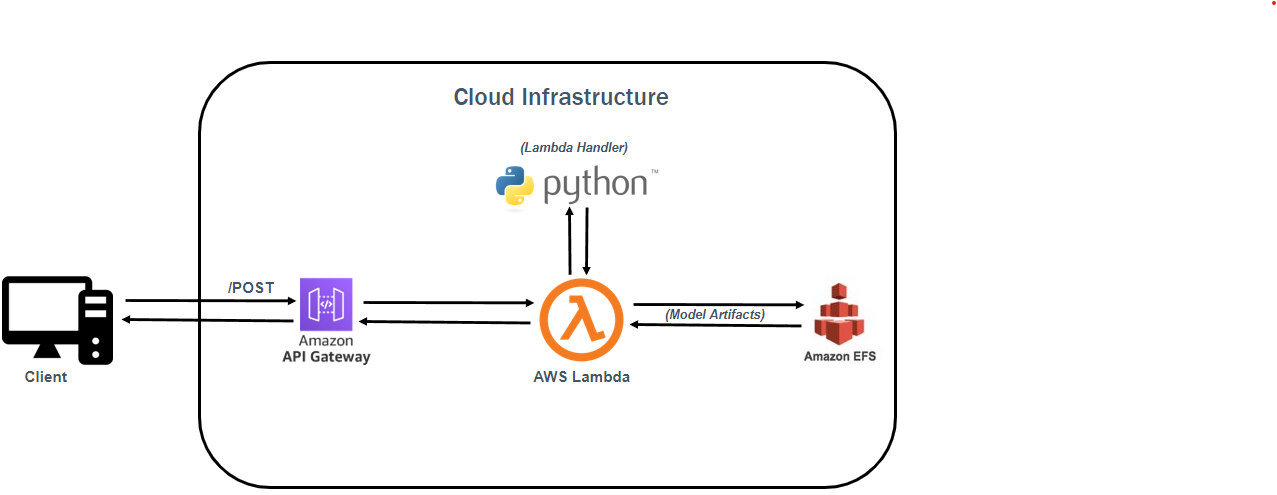 Cloud Infrastructure
(Lambda Handler)
python™
/POST
(Model Artifacts)
Amazon
API Gateway
Amazon EFS
Client
AWS Lambda